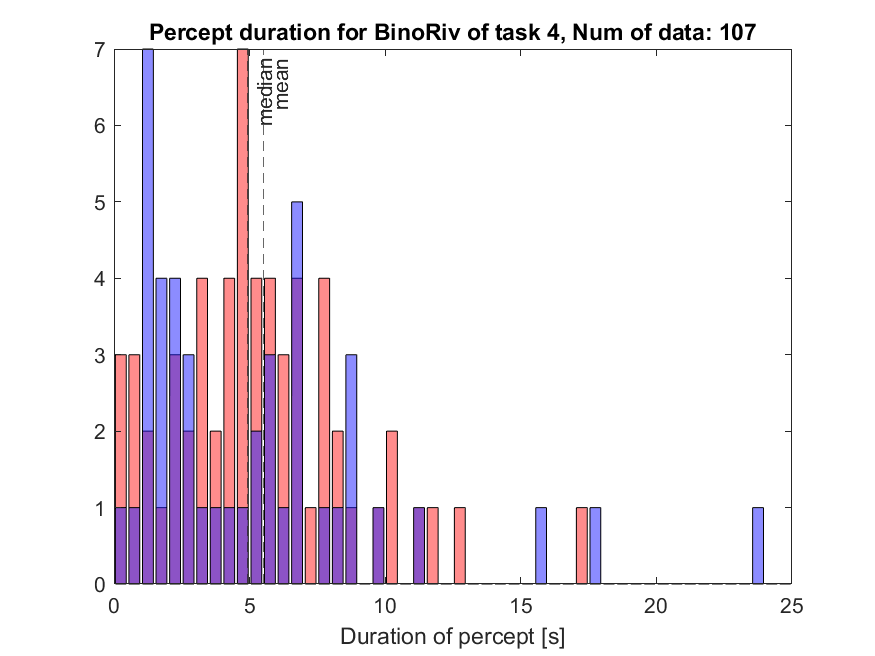 Percept duration for BinoRiv of task 4, Num of data: 107
7
6
5
4
3
2
1
0
median
mean
0 5 10 15 20 25
Duration of percept [s]